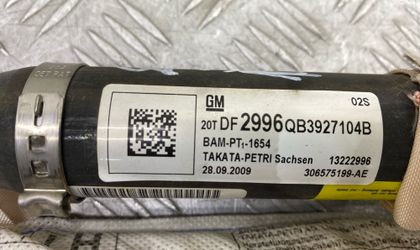 GM
02S
20T DF 2996 QB3927104B
BAM-PT1-1654
TAKATA-PETRI Sachsen 13222996
28.09.2009 306575199-AE